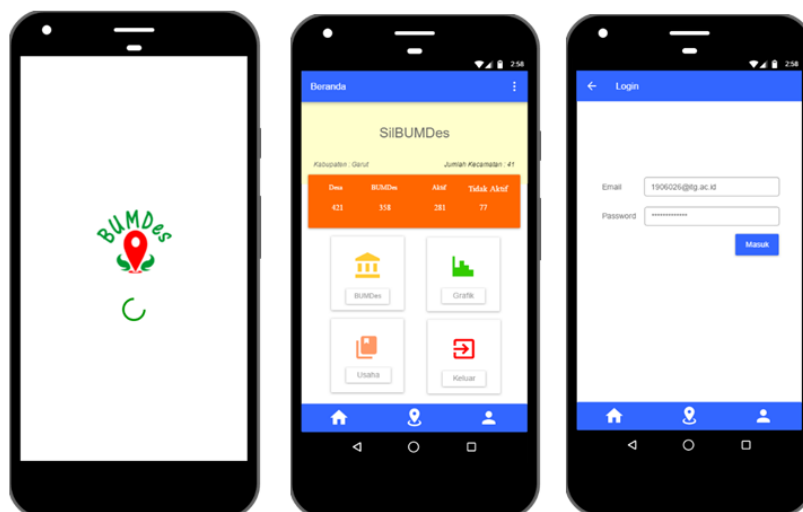 BUMDes
2:58
Beranda
SilBUMDes
Kabupaten : Garut
Jumlah Kecamatan : 41
Desa BUMDes Aktif Tidak Aktif
421 358 281 77
BUMDes
Grafik
Usaha
Keluar
2:58
Login
Email 1906026@itg.ac.id
Password *************
Masuk